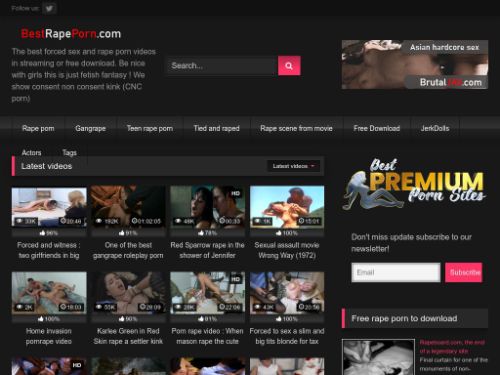 Follow us:
BestRapePorn.com
The best forced sex and rape porn videos
in streaming or free download. Be nice
with girls this is just fetish fantasy ! We
show consent non consent kink (CNC
porn)
Search...
Asian hardcore sex
Rape porn
Gangrape
Teen rape porn
Tied and raped
Rape scene from movie
Free Download
JerkDolls
Actors
Tags
Latest videos
Latest videos
33K 20:46
192K 01:02:05
HD
46K 00:33
1K 15:01
96%
91%
78%
100%
Forced and witness :
two girlfriends in big
One of the best
gangrape roleplay porn
Red Sparrow rape in the
shower of Jennifer
Sexual assault movie
Wrong Way (1972)
2K 18:03
55K 29:09
HD
28K 22:06
43K 20:56
100%
90%
91%
100%
Home invasion
pornrape video
Karlee Green in Red
Skin rape a settler kink
Porn rape video : When
mason rape the cute
Forced to sex a slim and
big tits blonde for tax
HD
Best
PREMIUM
Porn Sites
Don't miss update subscribe to our
newsletter!
Email
Subscribe
Free rape porn to download
Rapeboard.com, the end
of a legendary site
Final curtain for one of the
monuments of non-